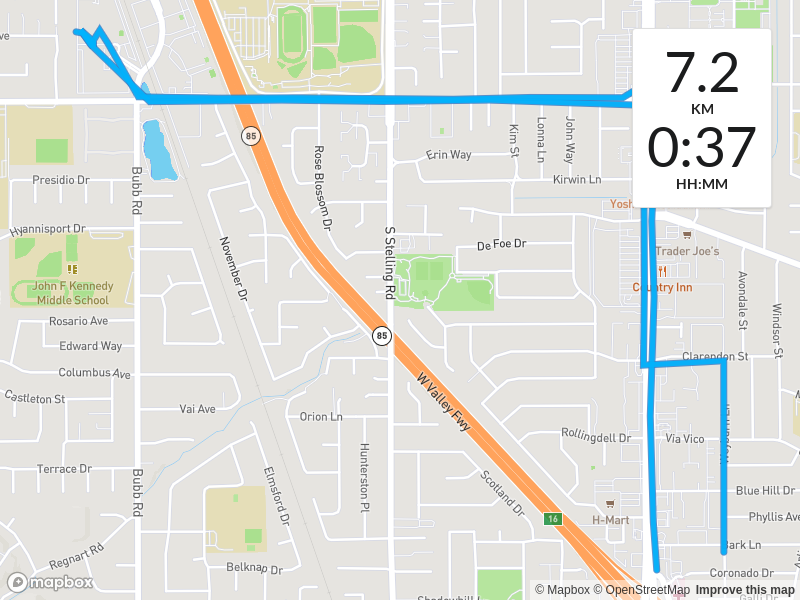 7.2
KM
0:37
HH:MM
85
Kim St
Lonna Ln
John Way
Erin Way
Rose Blossom Dr
Presidio Dr
Bubb Rd
Kirwin Ln
Yosh
Hyannisport Dr
November Dr
S Stelling Rd
De Foe Dr
Trader Joe's
John F Kennedy
Middle School
Country Inn
Avondale St
Windsor St
Rosario Ave
85
Edward Way
Clarendon St
Columbus Ave
W Valley Fwy
Castleton St
Vai Ave
Orion Ln
Rollingdell Dr
Via Vico
Hunterston Pl
Terrace Dr
Bubb Rd
Elmsford Dr
Scotland Dr
Blue Hill Dr
H-Mart
16
Phyllis Ave
Regnart Rd
Belknap Dr
Coronado Dr
mapbox
© Mapbox © OpenStreetMap Improve this map